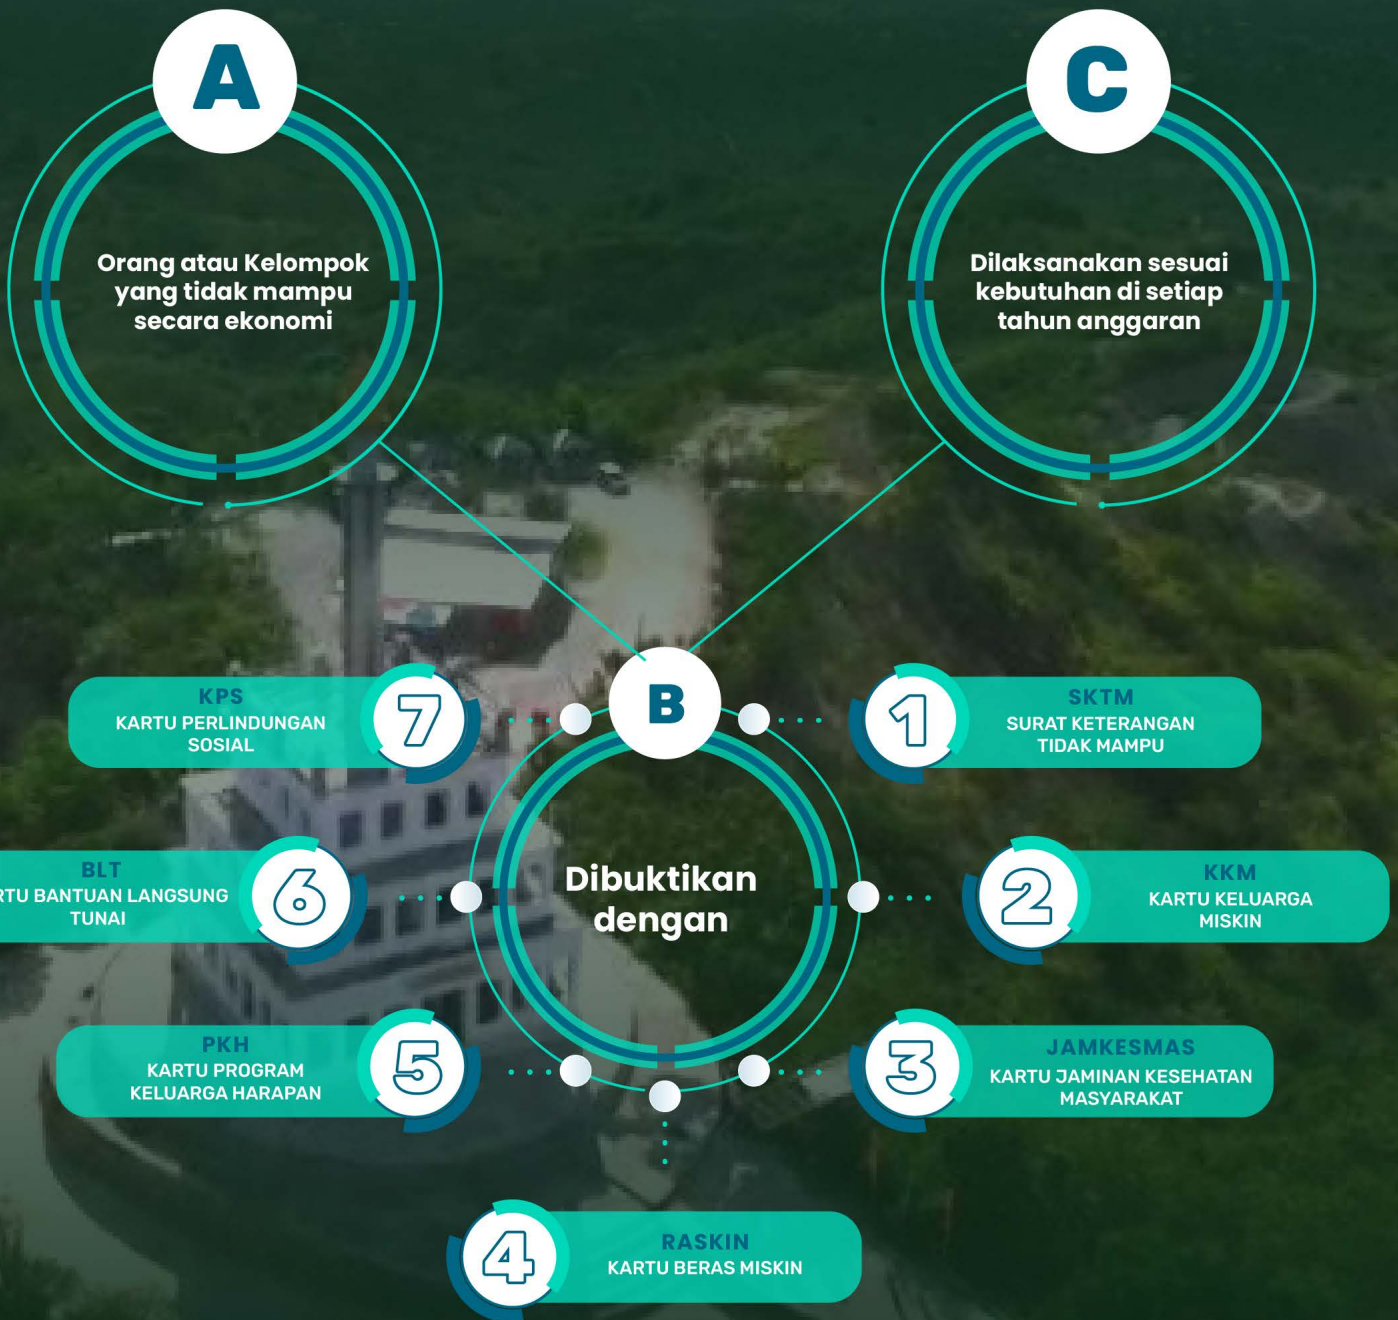 A
Orang atau Kelompok
yang tidak mampu
secara ekonomi
C
Dilaksanakan sesuai
kebutuhan di setiap
tahun anggaran
B
Dibuktikan
dengan
1
SKTM
SURAT KETERANGAN
TIDAK MAMPU
2
KKM
KARTU KELUARGA
MISKIN
3
JAMKESMAS
KARTU JAMINAN KESEHATAN
MASYARAKAT
4
RASKIN
KARTU BERAS MISKIN
5
PKH
KARTU PROGRAM
KELUARGA HARAPAN
6
BLT
BANTUAN LANGSUNG
TUNAI
7
KPS
KARTU PERLINDUNGAN
SOSIAL